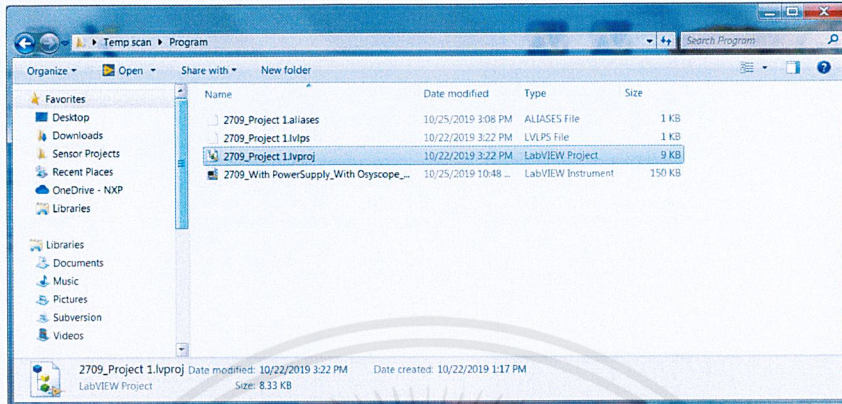 Temp scan ▸ Program
Search Program
Organize
Open
Share with
New folder
Favorites
Desktop
Downloads
Sensor Projects
Recent Places
OneDrive - NXP
Libraries
Libraries
Documents
Music
Pictures
Subversion
Videos
Name Date modified Type Size
2709_Project 1.aliases 10/25/2019 3:08 PM ALIASES File 1 KB
2709_Project 1.lvlps 10/22/2019 3:22 PM LVLPS File 1 KB
2709_Project 1.lvproj 10/22/2019 3:22 PM LabVIEW Project 9 KB
2709_With PowerSupply_With Osyscope_... 10/25/2019 10:48 ... LabVIEW Instrument 150 KB
2709_Project 1.lvproj Date modified: 10/22/2019 3:22 PM Date created: 10/22/2019 1:17 PM
LabVIEW Project Size: 8.33 KB